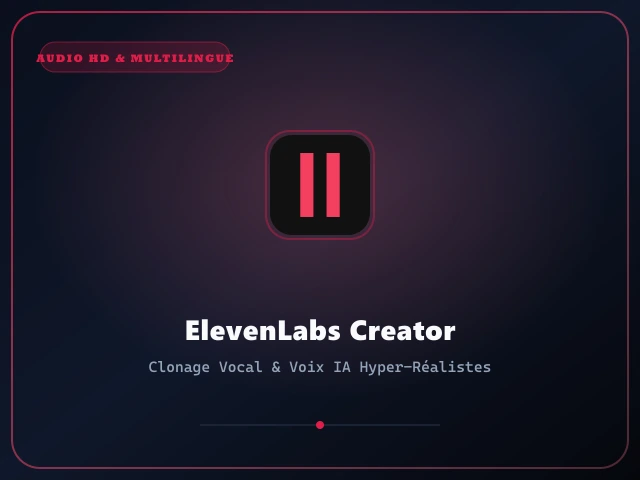 AUDIO HD & MULTILINGUE
ElevenLabs Creator
Clonage Vocal & Voix IA Hyper-Réalistes